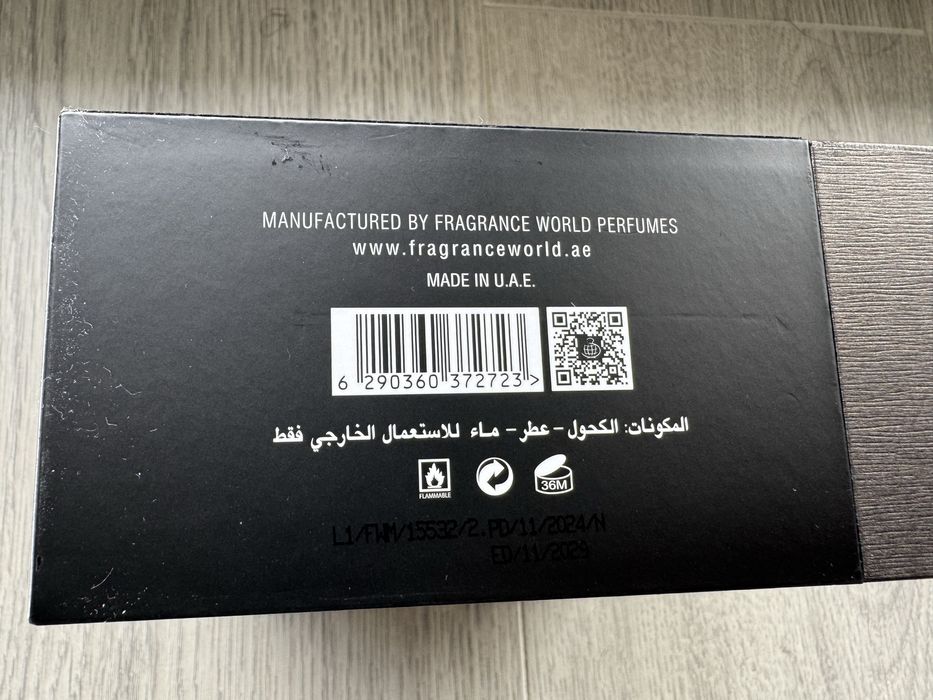 MANUFACTURED BY FRAGRANCE WORLD PERFUMES
www.fragranceworld.ae
MADE IN U.A.E.
6 290360 372723 >
المكونات: الكحول - عطر - ماء للاستعمال الخارجي فقط
FLAMMABLE
36M
L1/FWM/15532/2.PD/11/2024/N
ED/11/2029